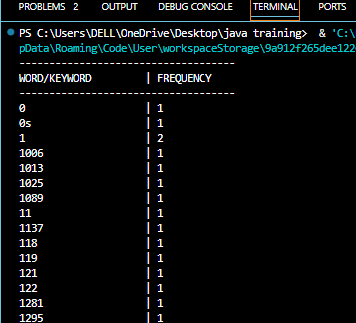 PROBLEMS 2 OUTPUT DEBUG CONSOLE TERMINAL PORTS
PS C:\Users\DELL\OneDrive\Desktop\java training> & 'C:\
pData\Roaming\Code\User\workspaceStorage\9a912f265dee122
-----------------------------------
WORD/KEYWORD | FREQUENCY
-----------------------------------
0 | 1
0s | 1
1 | 2
1006 | 1
1013 | 1
1025 | 1
1089 | 1
11 | 1
1137 | 1
118 | 1
119 | 1
121 | 1
122 | 1
1281 | 1
1295 | 1